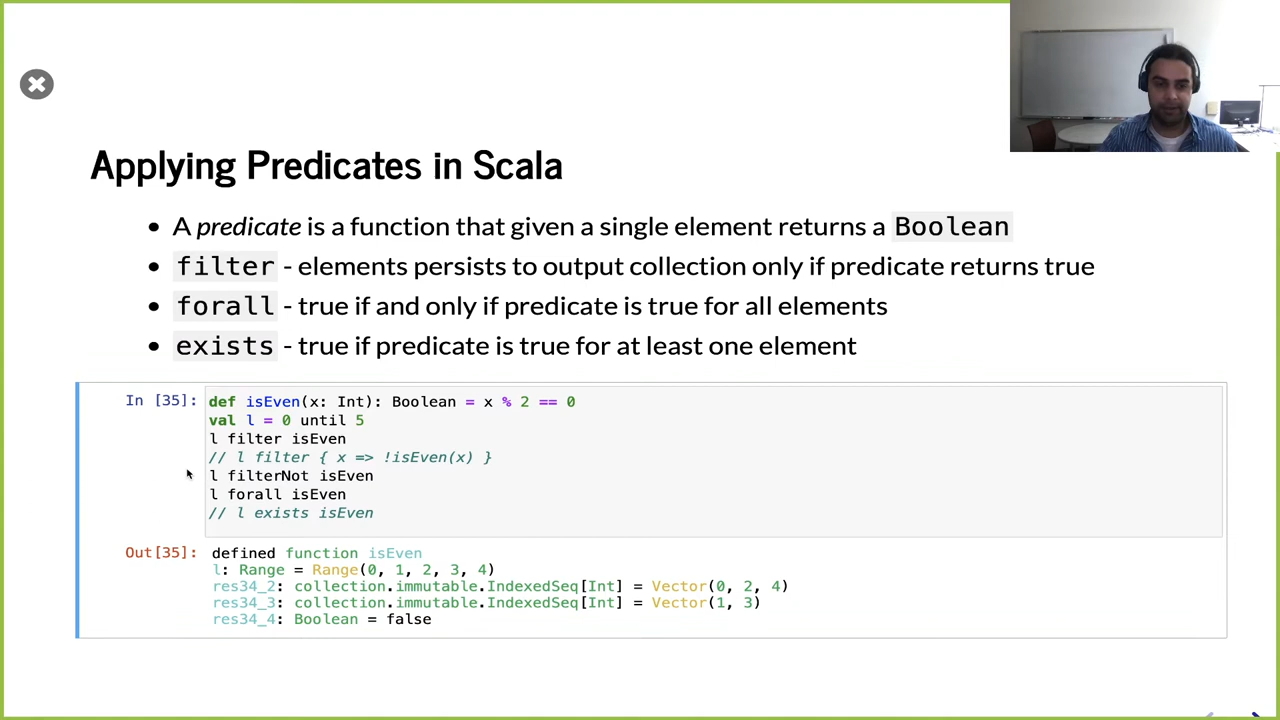 Applying Predicates in Scala
• A predicate is a function that given a single element returns a Boolean
• filter - elements persists to output collection only if predicate returns true
• forall - true if and only if predicate is true for all elements
• exists - true if predicate is true for at least one element
In [35]: def isEven(x: Int): Boolean = x % 2 == 0
val l = 0 until 5
l filter isEven
// l filter { x => !isEven(x) }
l filterNot isEven
l forall isEven
// l exists isEven
Out[35]: defined function isEven
l: Range = Range(0, 1, 2, 3, 4)
res34_2: collection.immutable.IndexedSeq[Int] = Vector(0, 2, 4)
res34_3: collection.immutable.IndexedSeq[Int] = Vector(1, 3)
res34_4: Boolean = false